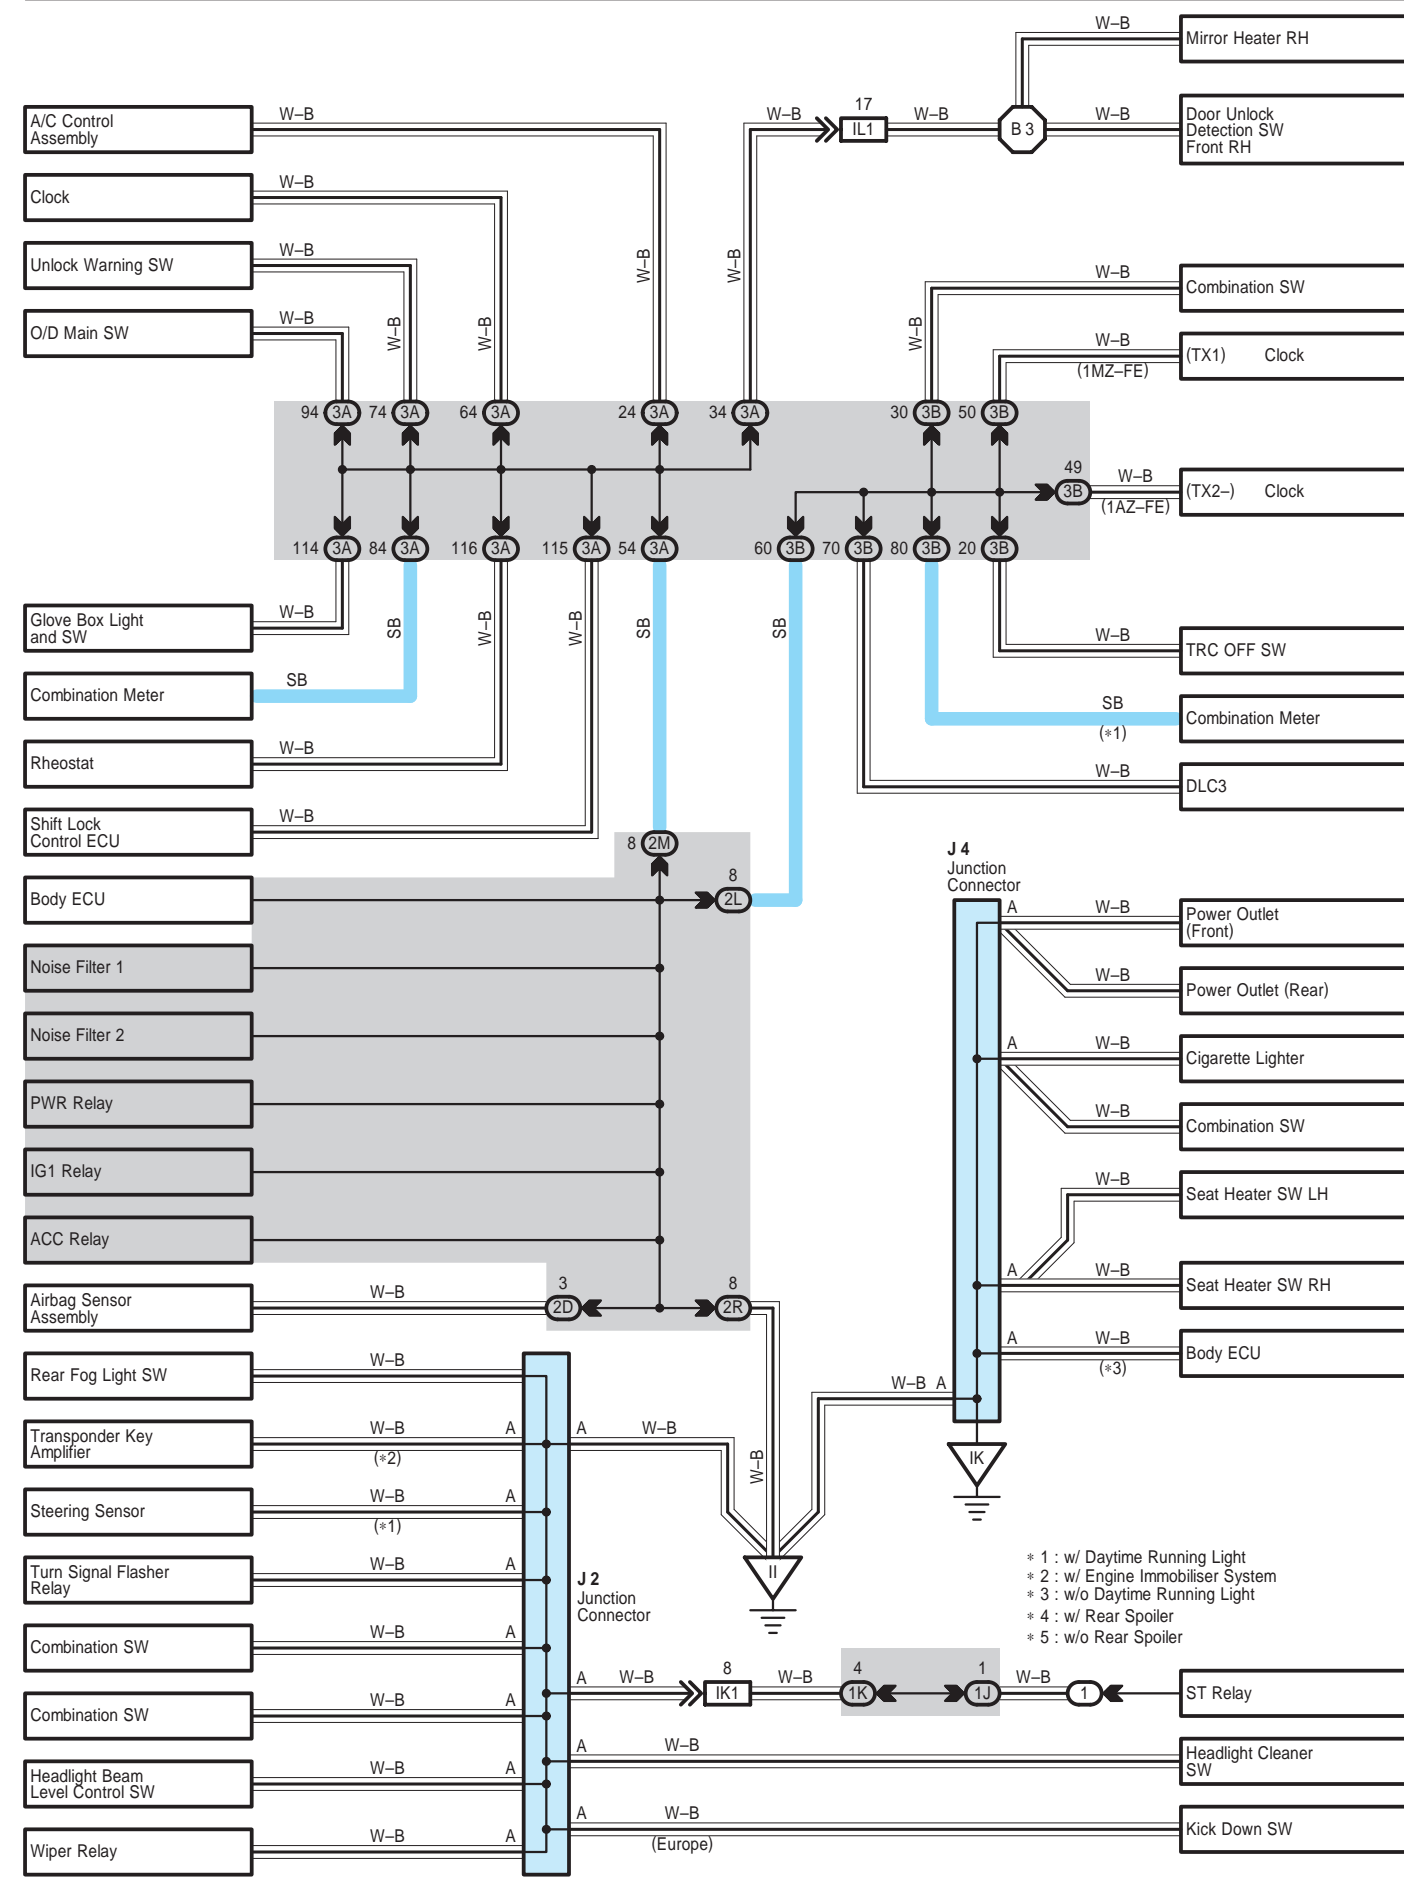 W–B
Mirror Heater RH
A/C Control
Assembly
W–B
W–B
17
IL1
W–B
B 3
W–B
Door Unlock
Detection SW
Front RH
Clock
W–B
Unlock Warning SW
W–B
W–B
W–B
W–B
Combination SW
O/D Main SW
W–B
W–B
W–B
W–B
W–B
(1MZ–FE)
(TX1) Clock
94 3A
74 3A
64 3A
24 3A
34 3A
30 3B
50 3B
49
3B
W–B
(1AZ–FE)
(TX2–) Clock
114 3A
84 3A
116 3A
115 3A
54 3A
60 3B
70 3B
80 3B
20 3B
Glove Box Light
and SW
W–B
SB
W–B
W–B
SB
SB
W–B
TRC OFF SW
Combination Meter
SB
SB
(∗1)
Combination Meter
Rheostat
W–B
W–B
DLC3
Shift Lock
Control ECU
W–B
8 2M
J 4
Junction
Connector
Body ECU
8
2L
A
W–B
Power Outlet
(Front)
Noise Filter 1
W–B
Power Outlet (Rear)
Noise Filter 2
A
W–B
Cigarette Lighter
PWR Relay
W–B
Combination SW
IG1 Relay
W–B
Seat Heater SW LH
ACC Relay
A
W–B
Seat Heater SW RH
Airbag Sensor
Assembly
W–B
3
2D
8
2R
A
W–B
(∗3)
Body ECU
Rear Fog Light SW
W–B
W–B A
Transponder Key
Amplifier
W–B
(∗2)
A
A
W–B
W–B
IK
Steering Sensor
W–B
(∗1)
A
Turn Signal Flasher
Relay
W–B
A
J 2
Junction
Connector
II
∗ 1 : w/ Daytime Running Light
∗ 2 : w/ Engine Immobiliser System
∗ 3 : w/o Daytime Running Light
∗ 4 : w/ Rear Spoiler
∗ 5 : w/o Rear Spoiler
Combination SW
W–B
A
A
W–B
8
IK1
W–B
4
1K
1
1J
W–B
1
ST Relay
Combination SW
W–B
A
A
W–B
Headlight Cleaner
SW
Headlight Beam
Level Control SW
W–B
A
A
W–B
(Europe)
Kick Down SW
Wiper Relay
W–B
A